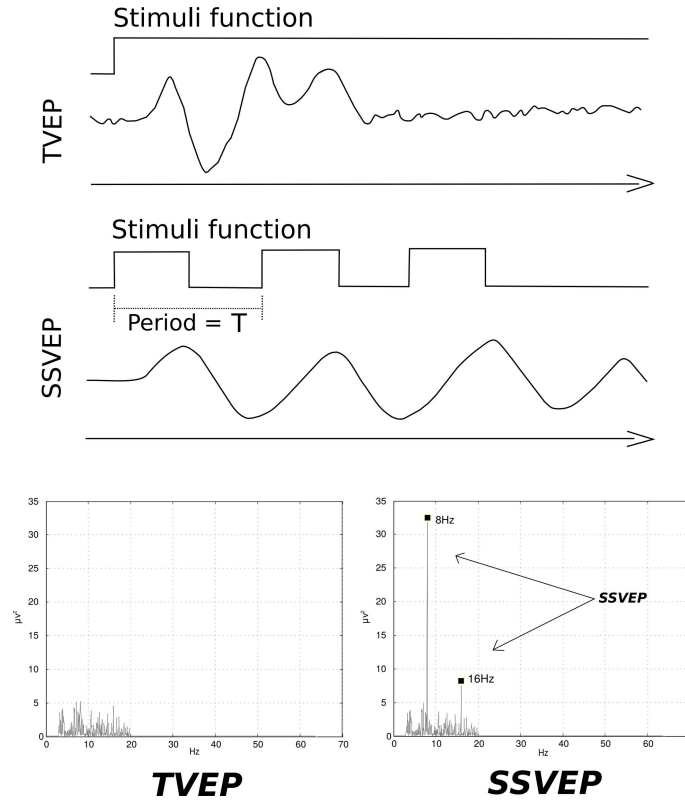 Stimuli function
TVEP
Stimuli function
Period = T
SSVEP
35
30
25
20
15
10
5
0
μv²
0 10 20 30 40 50 60 70
Hz
TVEP
35
30
25
20
15
10
5
0
μv²
8Hz
SSVEP
16Hz
0 10 20 30 40 50 60
Hz
SSVEP